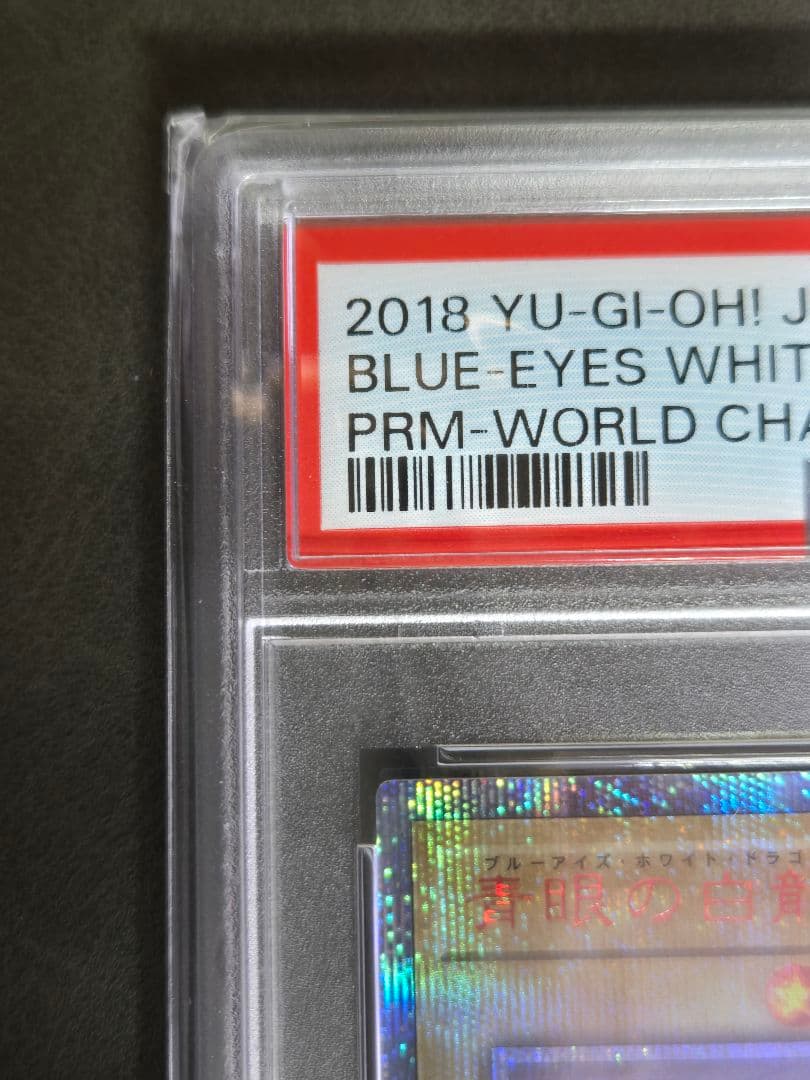 2018 YU-GI-OH! J
BLUE-EYES WHIT
PRM-WORLD CHA
ブルーアイズ・ホワイト・ドラゴ
青眼の白龍